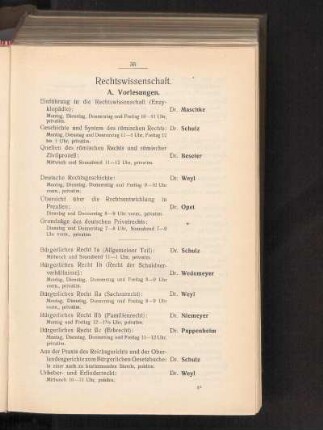 38
Rechtswissenschaft.
A. Vorlesungen.
Einführung in die Rechtswissenschaft (Enzy-
klopädie): Dr. Maschke
Montag, Dienstag, Donnerstag und Freitag 10–11 Uhr,
privatim.
Geschichte und System des römischen Rechts: Dr. Schulz
Montag, Dienstag und Donnerstag 11–1 Uhr, Freitag 12
bis 1 Uhr, privatim.
Quellen des römischen Rechts und römischer
Zivilprozeß: Dr. Beseler
Mittwoch und Sonnabend 11–12 Uhr, privatim.
Deutsche Rechtsgeschichte: Dr. Weyl
Montag, Dienstag, Donnerstag und Freitag 9–10 Uhr
vorm., privatim.
Übersicht über die Rechtsentwicklung in
Preußen: Dr. Opet
Dienstag und Donnerstag 8–9 Uhr vorm., privatim.
Grundzüge des deutschen Privatrechts: "
Dienstag und Donnerstag 7–8 Uhr, Sonnabend 7–9
Uhr vorm., privatim.
Bürgerliches Recht Ia (Allgemeiner Teil): Dr. Schulz
Mittwoch und Sonnabend 11–1 Uhr, privatim.
Bürgerliches Recht Ib (Recht der Schuldver-
hältnisse): Dr. Wedemeyer
Montag, Dienstag, Donnerstag und Freitag 8–9 Uhr
vorm., privatim.
Bürgerliches Recht IIa (Sachenrecht): Dr. Weyl
Montag, Dienstag, Donnerstag und Freitag 8–9 Uhr
vorm., privatim.
Bürgerliches Recht IIb (Familienrecht): Dr. Niemeyer
Montag und Freitag
Bürgerliches Recht IIc (Erbrecht): Dr. Pappenheim
Montag, Dienstag, Donnerstag und Freitag 11–12 Uhr,
privatim.
Aus der Praxis des Reichsgerichts und der Ober-
landesgerichte zum Bürgerlichen Gesetzbuche: Dr. Schulz
in einer noch zu bestimmenden Stunde, publice.
Urheber- und Erfinderrecht: Dr. Weyl
Mittwoch 10–11 Uhr, publice.